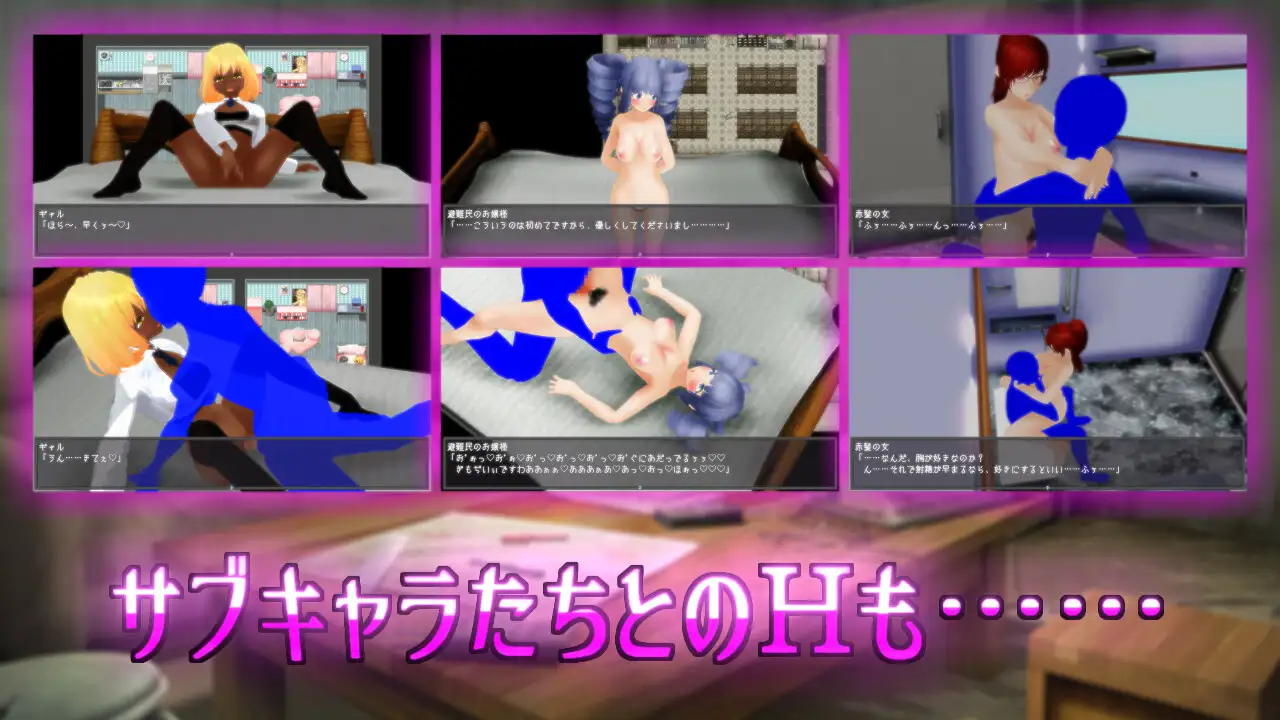 ギャル
「ほら～、早くぅ～♡」
避難民のお嬢様
「……こういうのは初めてですから、優しくしてくださいまし…………」
赤髪の女
「ふぅ……ふぅ……んっ……ふぅ……」
ギャル
「うん……きてぇ♡」
避難民のお嬢様
赤髪の女
「……なんだ、胸が好きなのか？
ん……それで射精が早まるなら、好きにするといい……ふぅ……」
サブキャラたちとのHも……